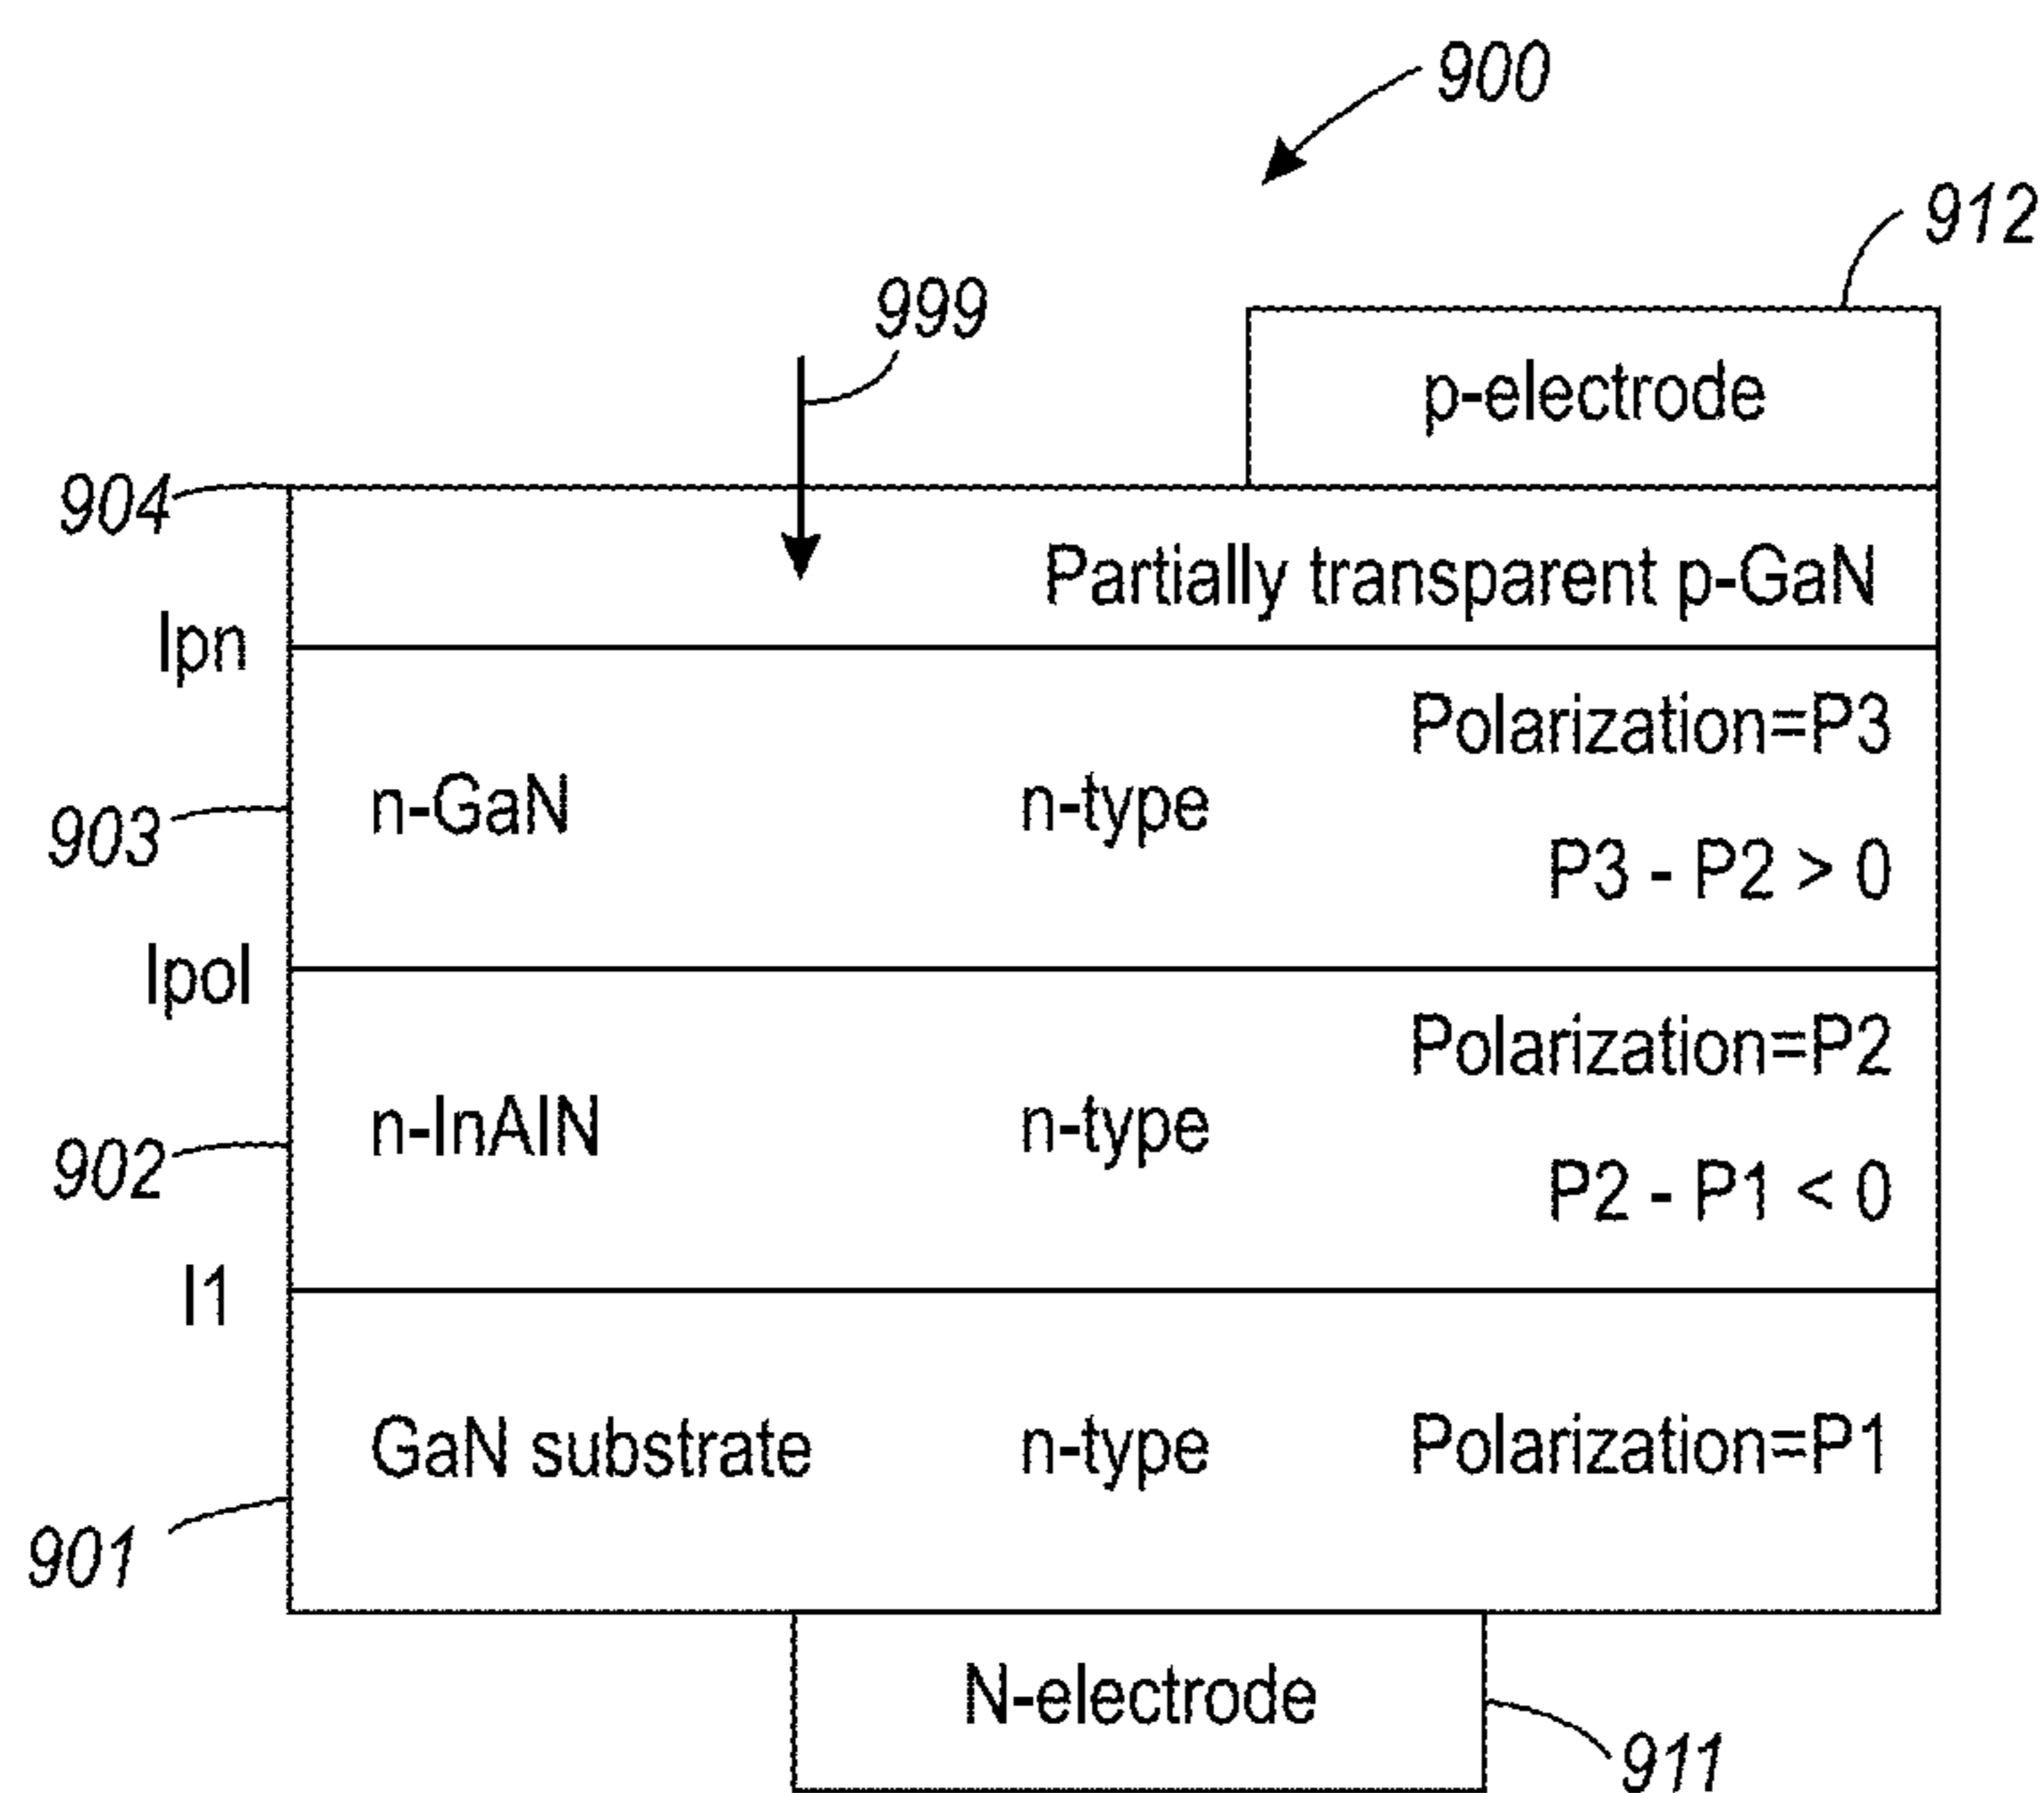 900
912
999
p-electrode
904
Partially transparent p-GaN
Ipn
Polarization=P3
n-GaN
n-type
903
P3 - P2 > 0
Ipol
Polarization=P2
n-InAlN
n-type
902
P2 - P1 < 0
I1
GaN substrate
n-type
Polarization=P1
901
N-electrode
911